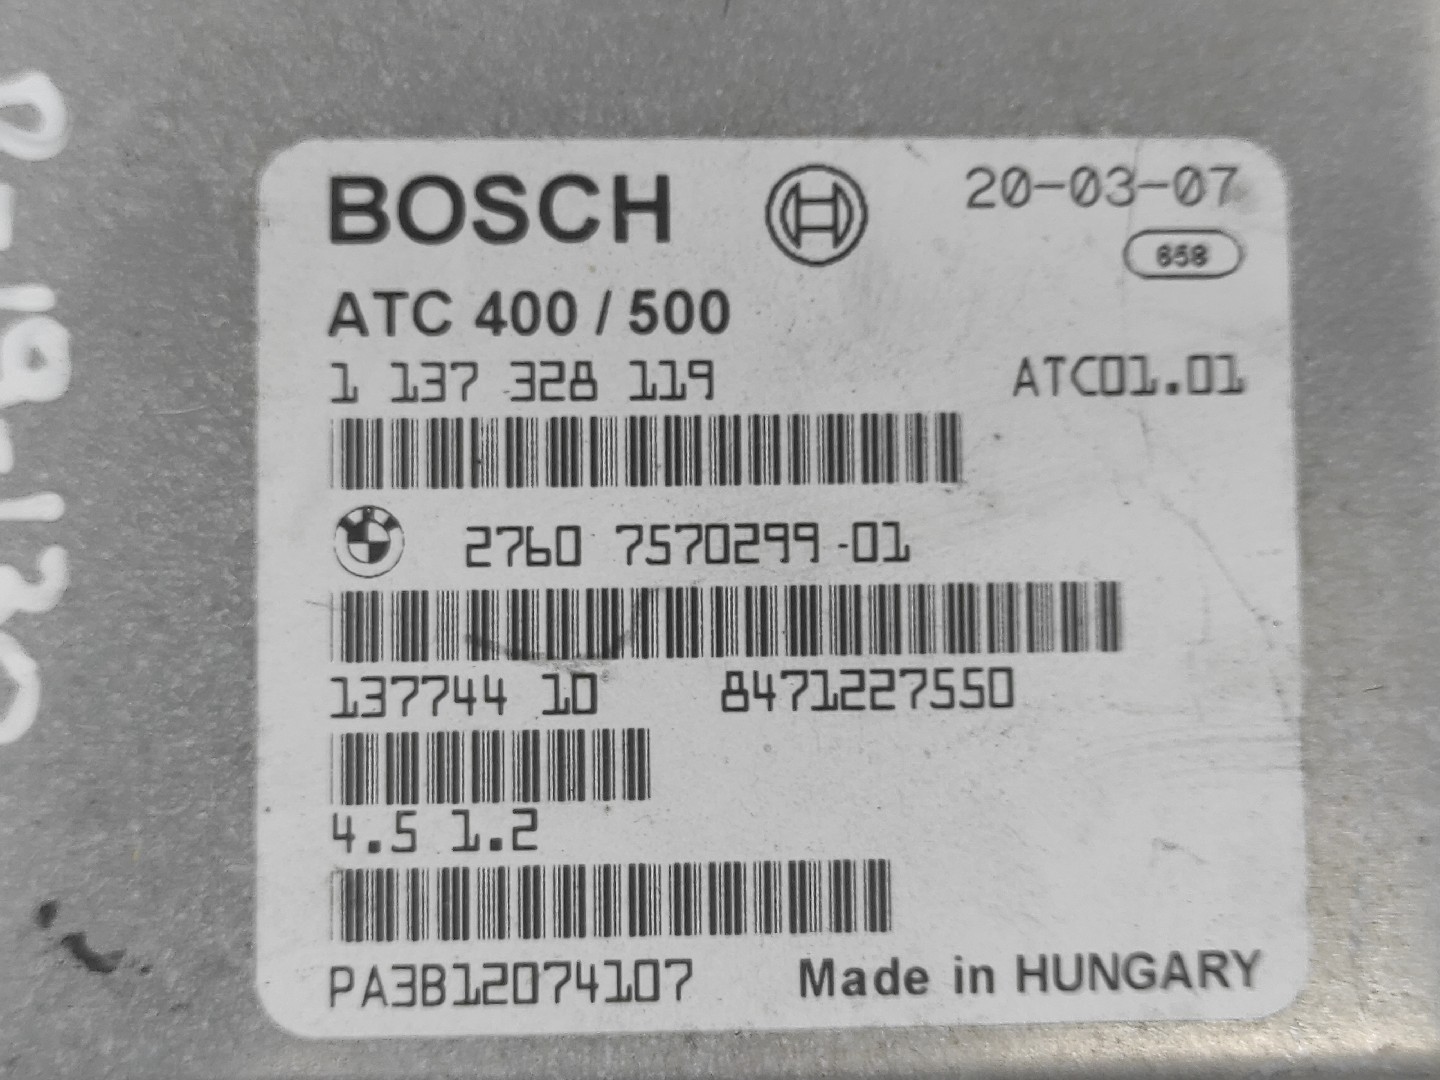 BOSCH 20-03-07
658
ATC 400 / 500
1 137 328 119 ATC01.01
2760 7570299-01
137744 10 8471227550
4.5 1.2
PA3B12074107 Made in HUNGARY